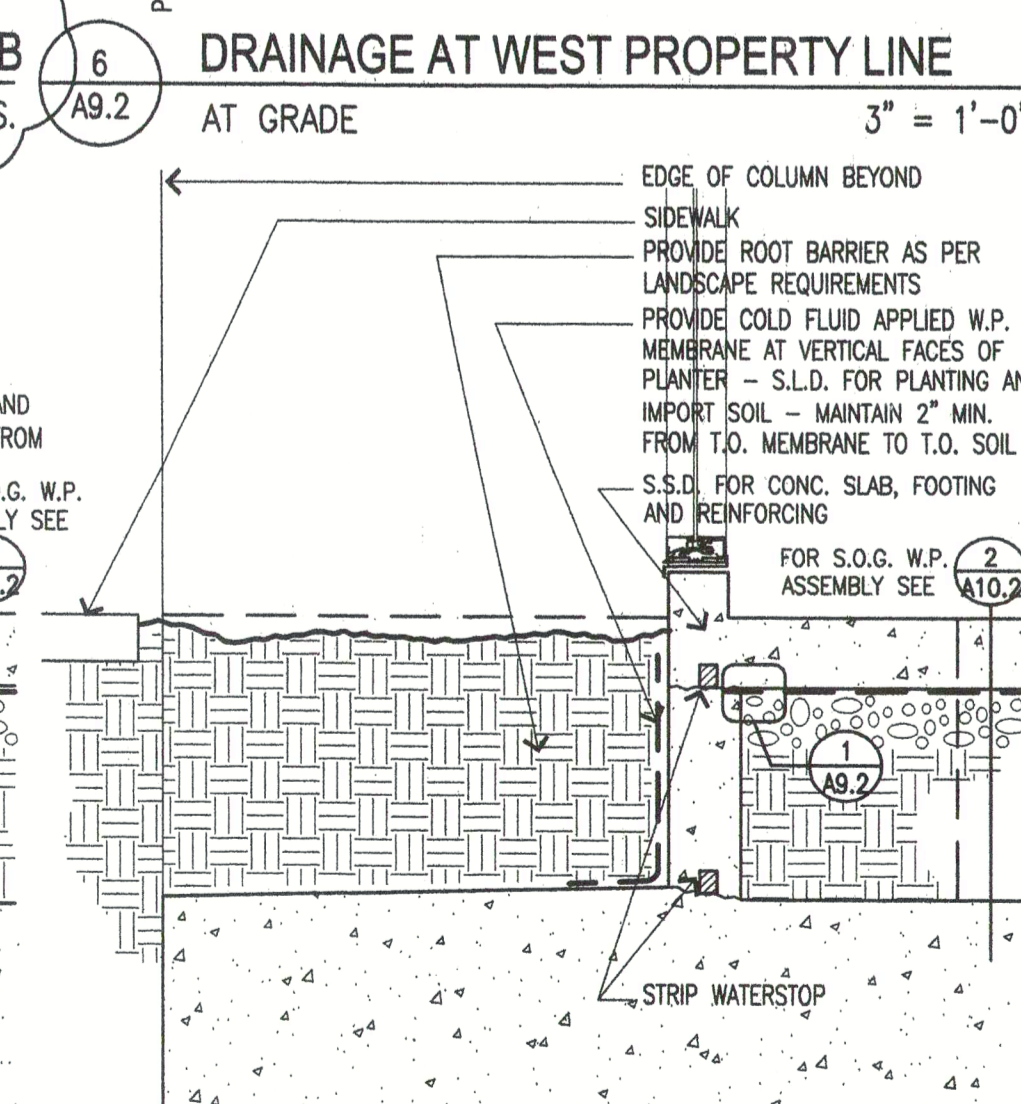 B
S.
6
A9.2
DRAINAGE AT WEST PROPERTY LINE
AT GRADE
3" = 1'-0"
EDGE OF COLUMN BEYOND
SIDEWALK
PROVIDE ROOT BARRIER AS PER
LANDSCAPE REQUIREMENTS
PROVIDE COLD FLUID APPLIED W.P.
MEMBRANE AT VERTICAL FACES OF
PLANTER - S.L.D. FOR PLANTING AN
IMPORT SOIL - MAINTAIN 2" MIN.
FROM T.O. MEMBRANE TO T.O. SOIL
AND
ROM
.G. W.P.
LY SEE
.2
S.S.D. FOR CONC. SLAB, FOOTING
AND REINFORCING
FOR S.O.G. W.P.
ASSEMBLY SEE
2
A10.2
1
A9.2
STRIP WATERSTOP